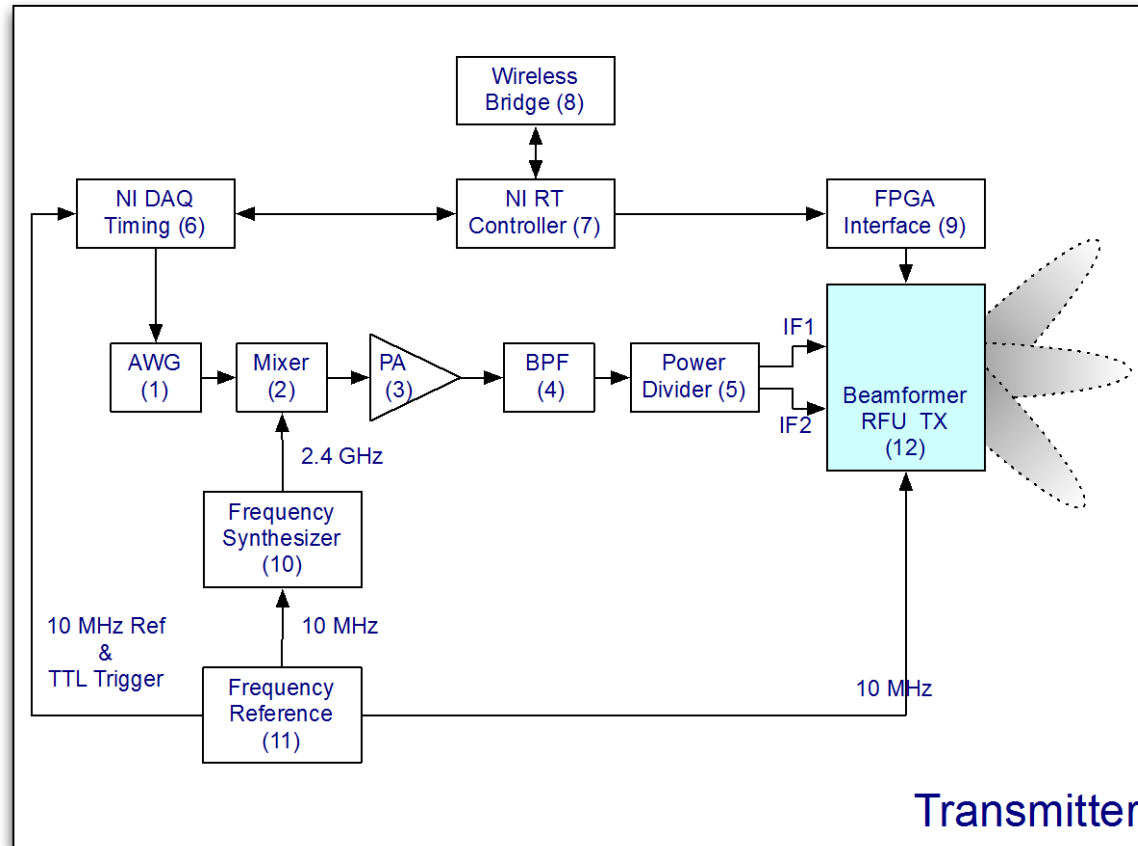 Wireless
Bridge (8)
NI DAQ
Timing (6)
NI RT
Controller (7)
FPGA
Interface (9)
AWG
(1)
Mixer
(2)
PA
(3)
BPF
(4)
Power
Divider (5)
IF1
IF2
Beamformer
RFU TX
(12)
2.4 GHz
Frequency
Synthesizer
(10)
10 MHz Ref
&
TTL Trigger
10 MHz
Frequency
Reference
(11)
10 MHz
Transmitter